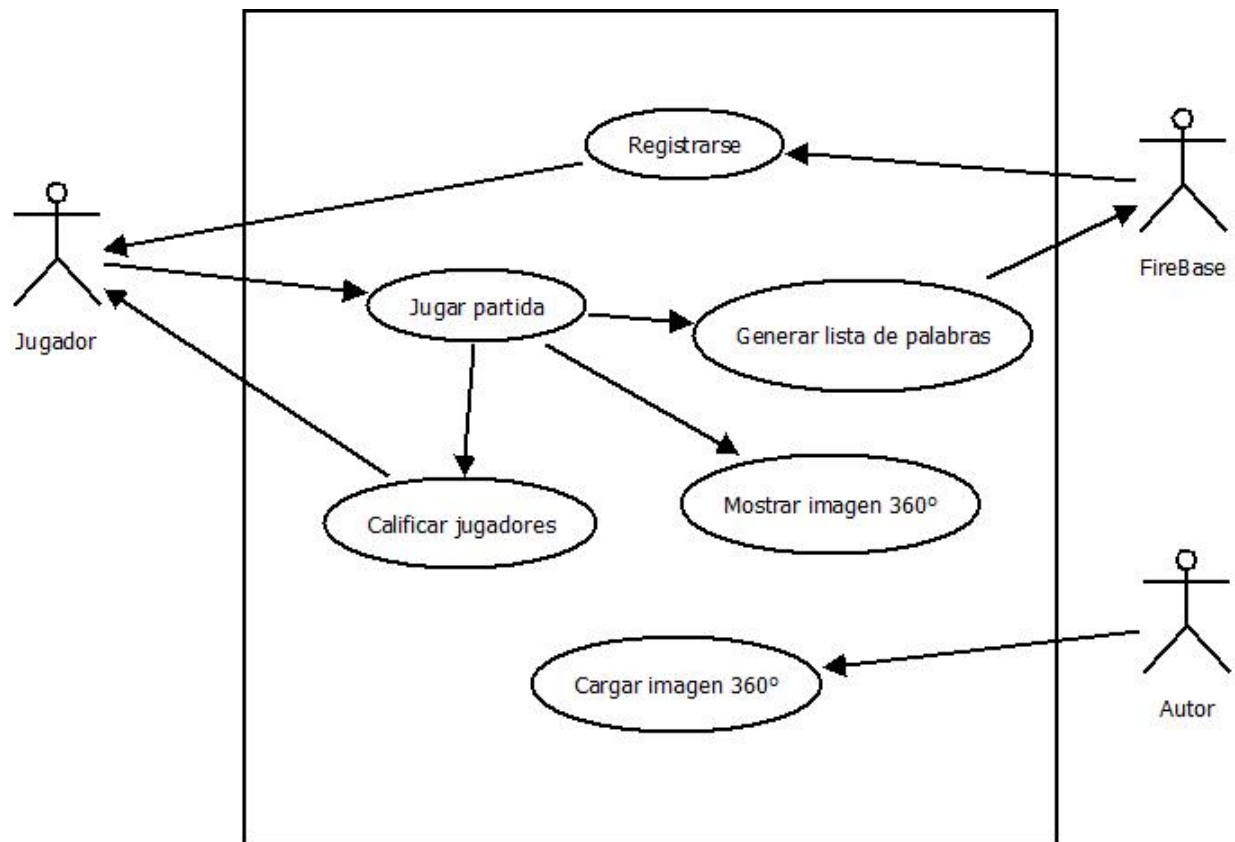 Registrarse
FireBase
Jugador
Jugar partida
Generar lista de palabras
Mostrar imagen 360º
Calificar jugadores
Cargar imagen 360º
Autor